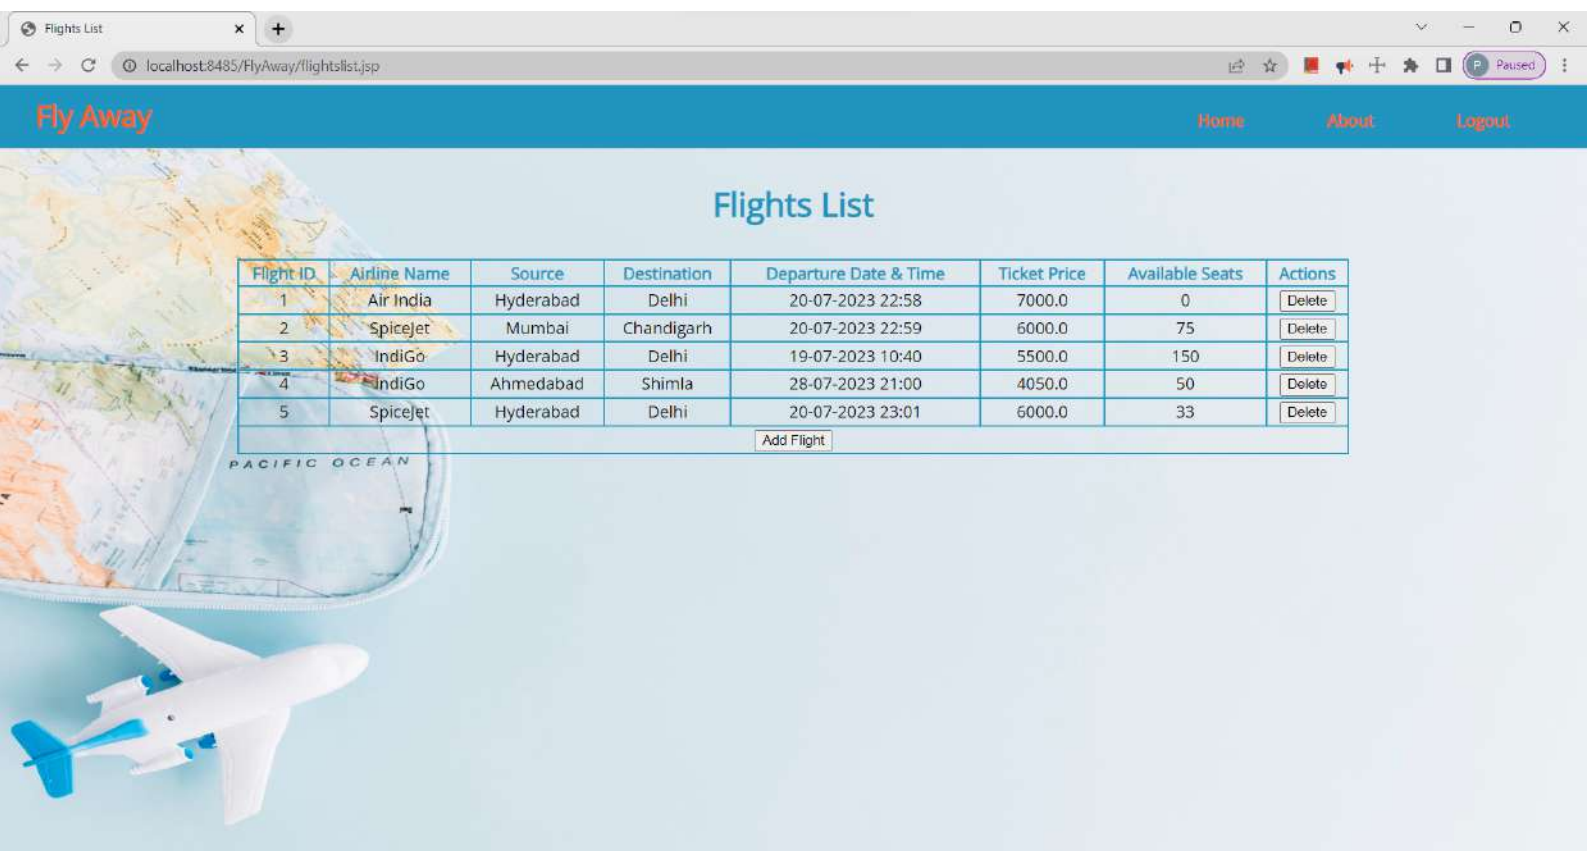 Flights List
localhost:8485/FlyAway/flightslist.jsp
P Paused
Fly Away Home About Logout
Flights List
Flight ID Airline Name Source Destination Departure Date & Time Ticket Price Available Seats Actions
1 Air India Hyderabad Delhi 20-07-2023 22:58 7000.0 0 Delete
2 SpiceJet Mumbai Chandigarh 20-07-2023 22:59 6000.0 75 Delete
3 IndiGo Hyderabad Delhi 19-07-2023 10:40 5500.0 150 Delete
4 IndiGo Ahmedabad Shimla 28-07-2023 21:00 4050.0 50 Delete
5 SpiceJet Hyderabad Delhi 20-07-2023 23:01 6000.0 33 Delete
Add Flight
PACIFIC OCEAN